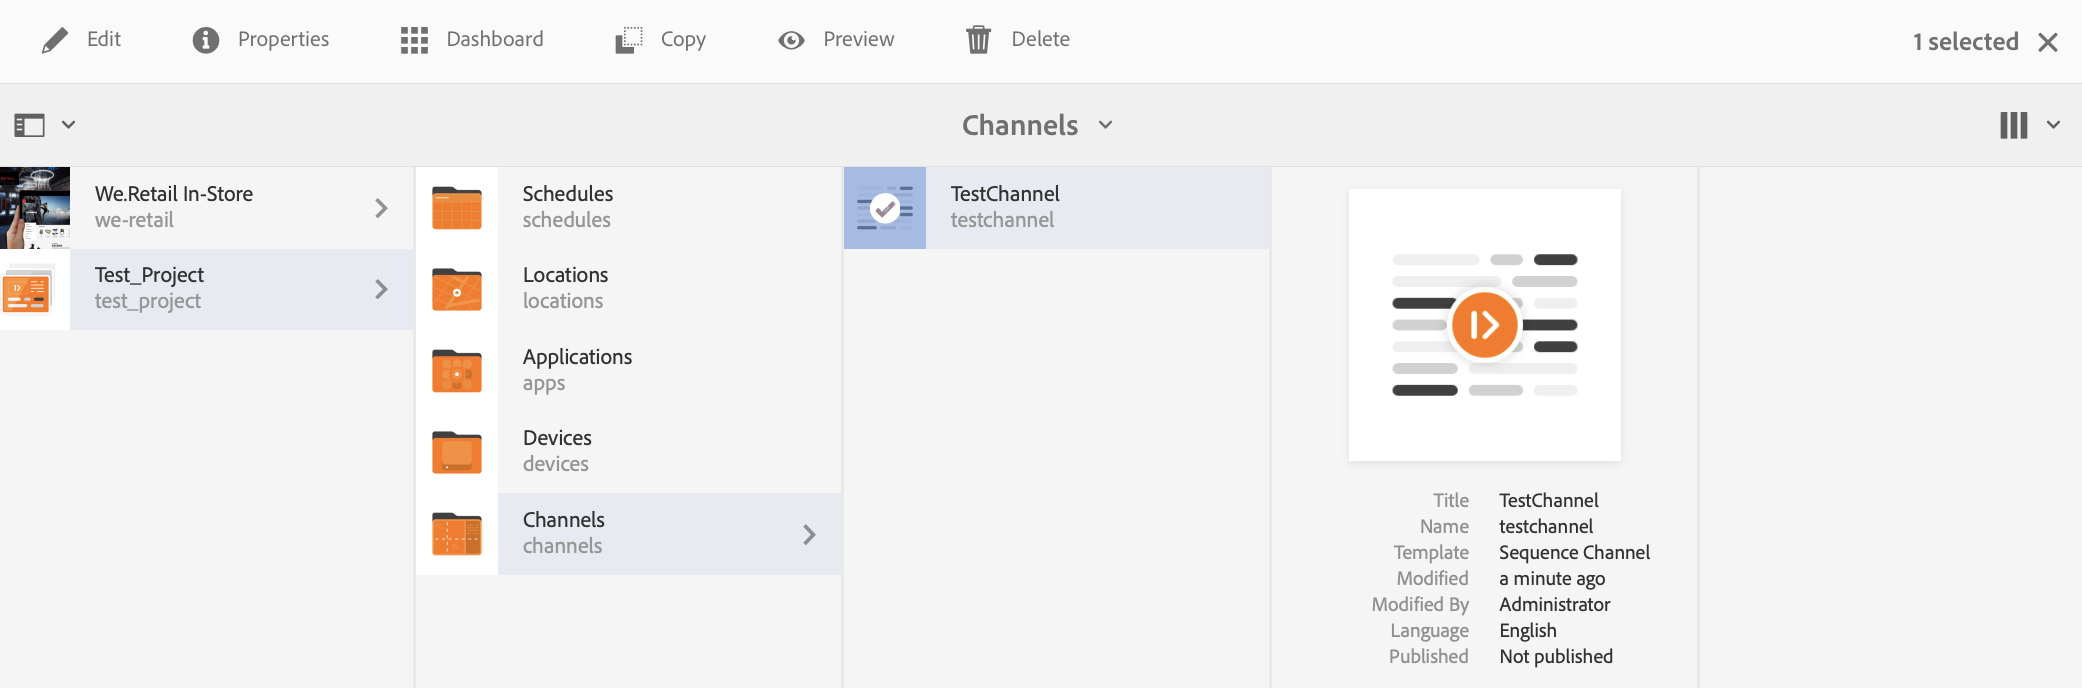 Edit
Properties
Dashboard
Copy
Preview
Delete
1 selected
Channels
We.Retail In-Store
we-retail
Test_Project
test_project
Schedules
schedules
Locations
locations
Applications
apps
Devices
devices
Channels
channels
TestChannel
testchannel
Title TestChannel
Name testchannel
Template Sequence Channel
Modified a minute ago
Modified By Administrator
Language English
Published Not published